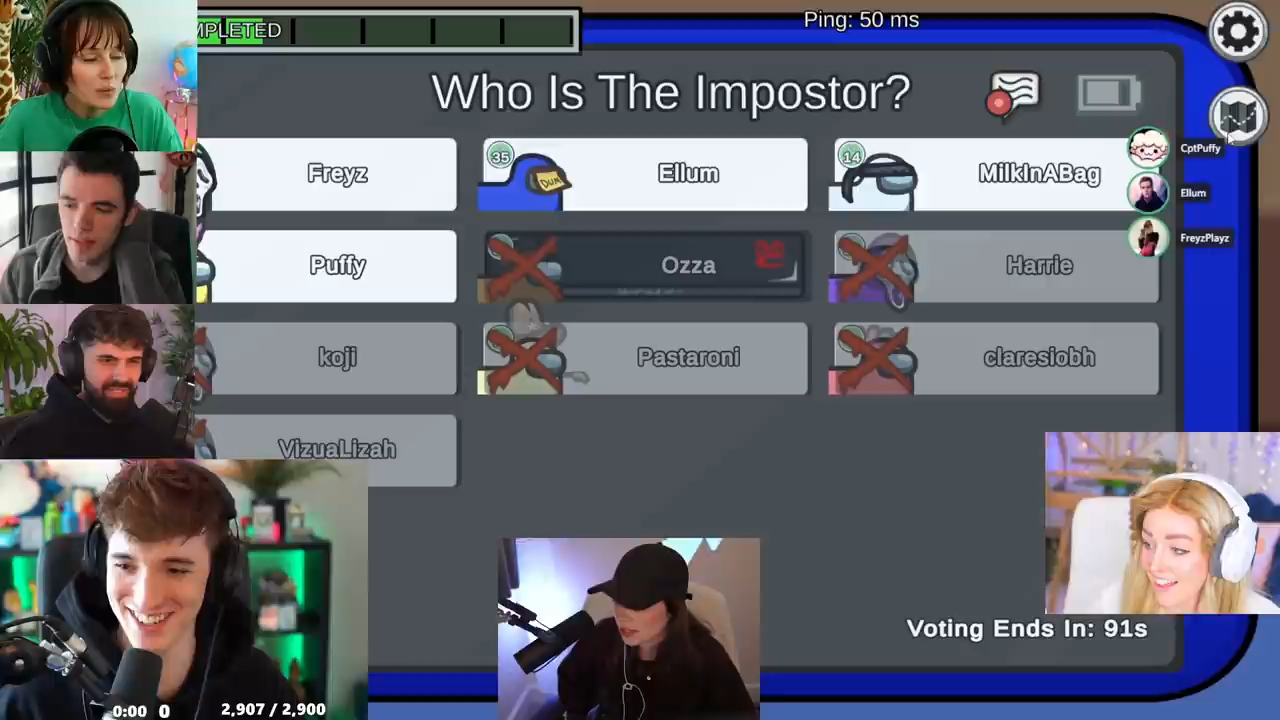 MPLETED
Ping: 50 ms
Who Is The Impostor?
Freyz
35
Ellum
DUM
14
MilkInABag
CptPuffy
Ellum
Puffy
Ozza
Harrie
FreyzPlayz
koji
Pastaroni
claresiobh
VizuaLizah
Voting Ends In: 91s
0:00 0
2,907 / 2,900